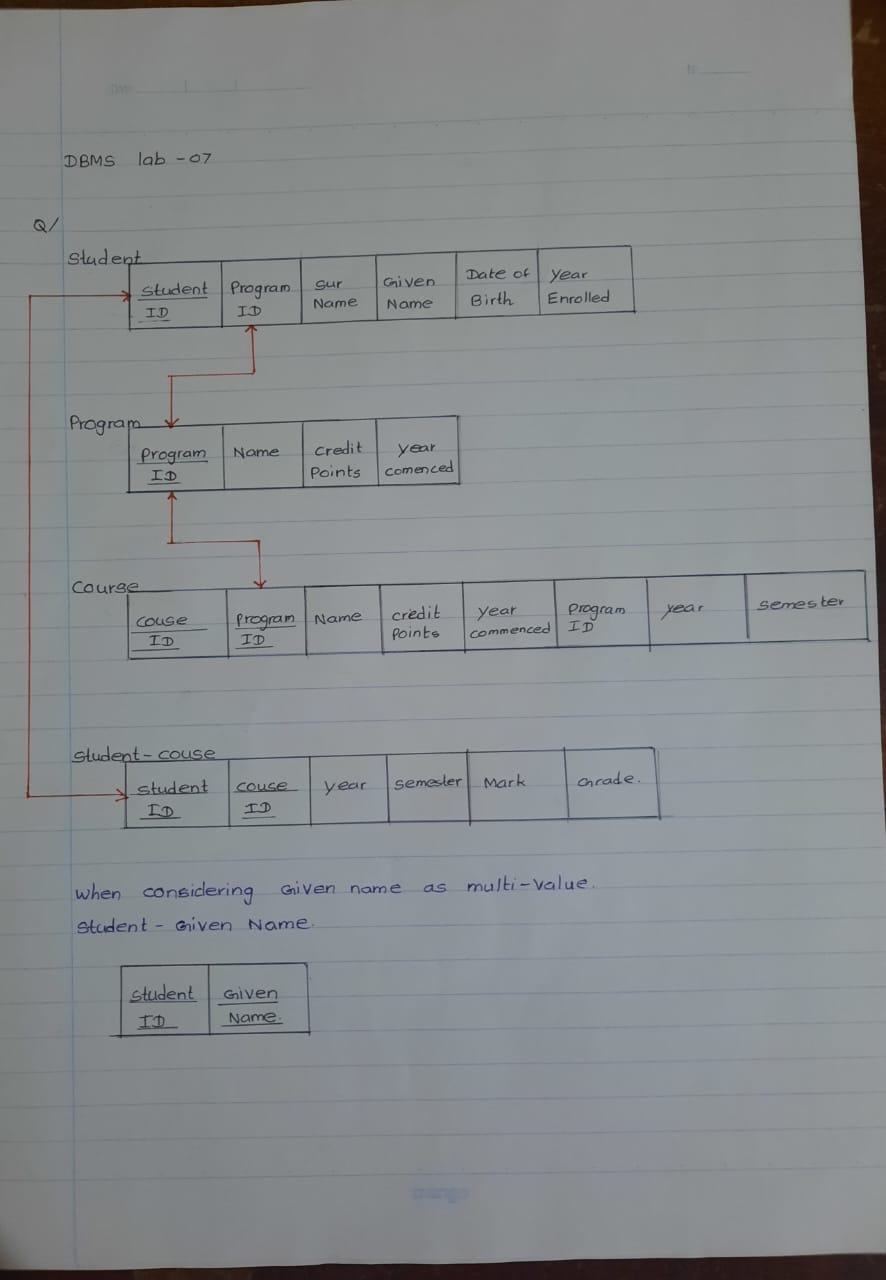 DBMS lab - 07
Q/
Student
Student ID | Program ID | Sur Name | Given Name | Date of Birth | Year Enrolled
Program
Program ID | Name | credit Points | year comenced
Course
couse ID | Program ID | Name | credit Points | year commenced | Program ID | year | semester
Student - couse
Student ID | couse ID | year | semester | Mark | Grade.
When considering Given name as multi-value.
Student - Given Name.
Student ID | Given Name.